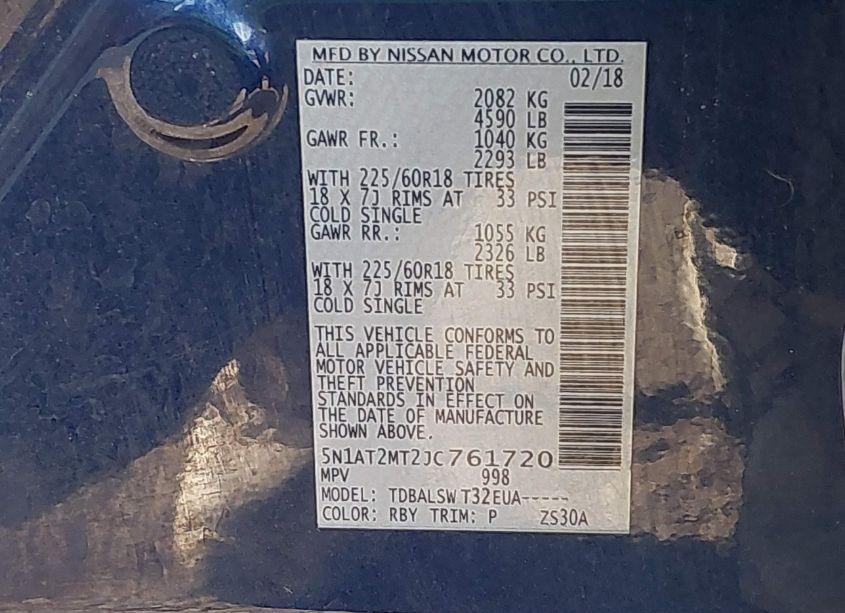 MFD BY NISSAN MOTOR CO., LTD.
DATE: 02/18
GVWR: 2082 KG
4590 LB
GAWR FR.: 1040 KG
2293 LB
WITH 225/60R18 TIRES
18 X 7J RIMS AT 33 PSI
COLD SINGLE
GAWR RR.: 1055 KG
2326 LB
WITH 225/60R18 TIRES
18 X 7J RIMS AT 33 PSI
COLD SINGLE
THIS VEHICLE CONFORMS TO
ALL APPLICABLE FEDERAL
MOTOR VEHICLE SAFETY AND
THEFT PREVENTION
STANDARDS IN EFFECT ON
THE DATE OF MANUFACTURE
SHOWN ABOVE.
5N1AT2MT2JC761720
MPV 998
MODEL: TDBALSW T32EUA-----
COLOR: RBY TRIM: P ZS30A